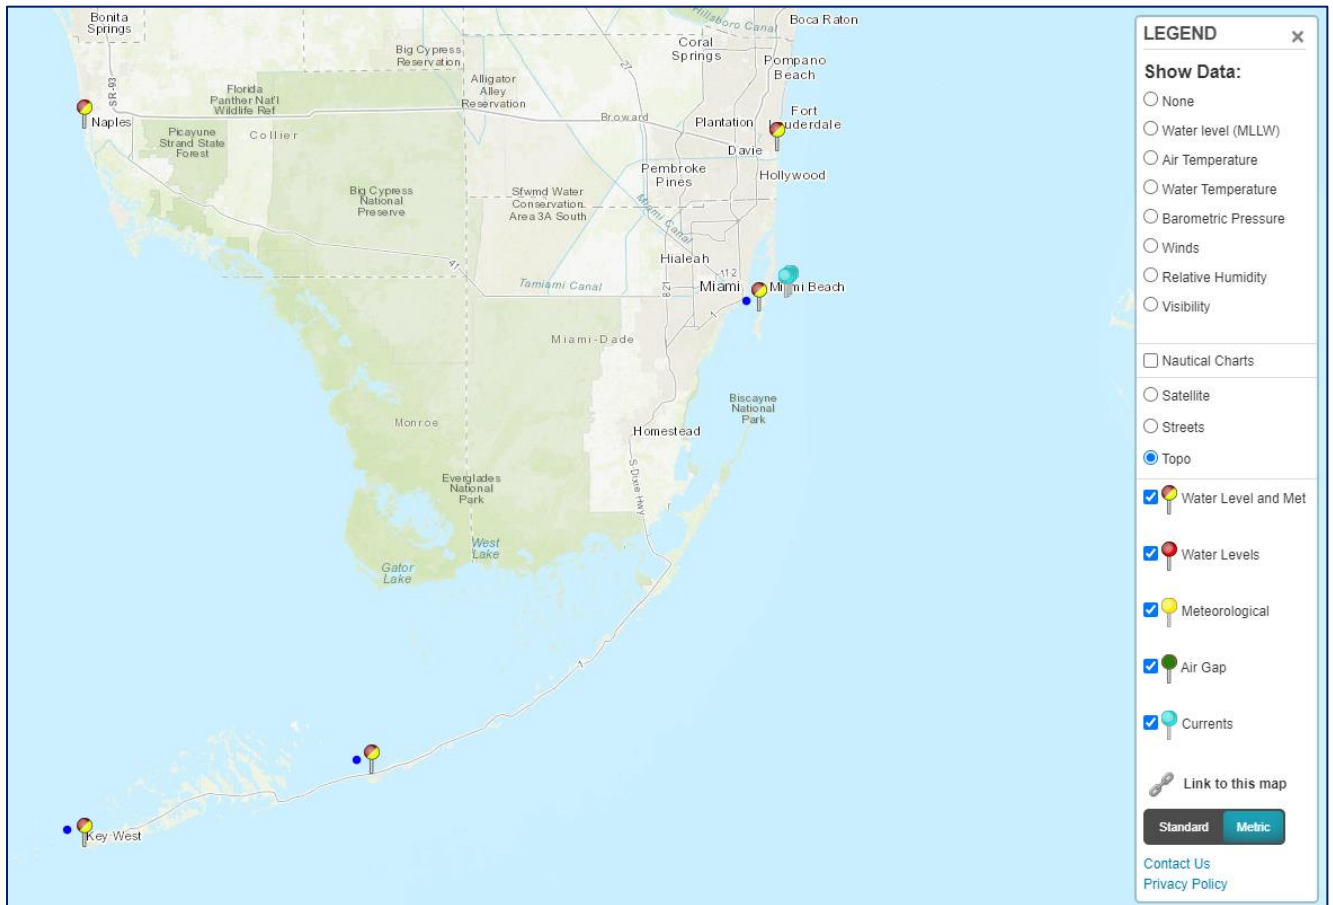 Bonita
Springs
Hillsboro Canal
Boca Raton
Big Cypress
Reservation
Coral
Springs
27
Pompano
Beach
SR-93
Florida
Panther Nat'l
Wildlife Ref
Alligator
Alley
Reservation
Naples
Picayune
Strand State
Forest
Collier
Broward
Plantation
Fort
Lauderdale
Davie
Pembroke
Pines
Hollywood
Big Cypress
National
Preserve
Sfwmd Water
Conservation
Area 3A South
Miami Canal
41
Hialeah
112
Tamiami Canal
821
Miami
Miami Beach
1
Miami-Dade
Biscayne
National
Park
Monroe
Homestead
S Dixie Hwy
Everglades
National
Park
West
Lake
Gator
Lake
1
Key West
LEGEND
Show Data:
None
Water level (MLLW)
Air Temperature
Water Temperature
Barometric Pressure
Winds
Relative Humidity
Visibility
Nautical Charts
Satellite
Streets
Topo
Water Level and Met
Water Levels
Meteorological
Air Gap
Currents
Link to this map
Standard Metric
Contact Us
Privacy Policy